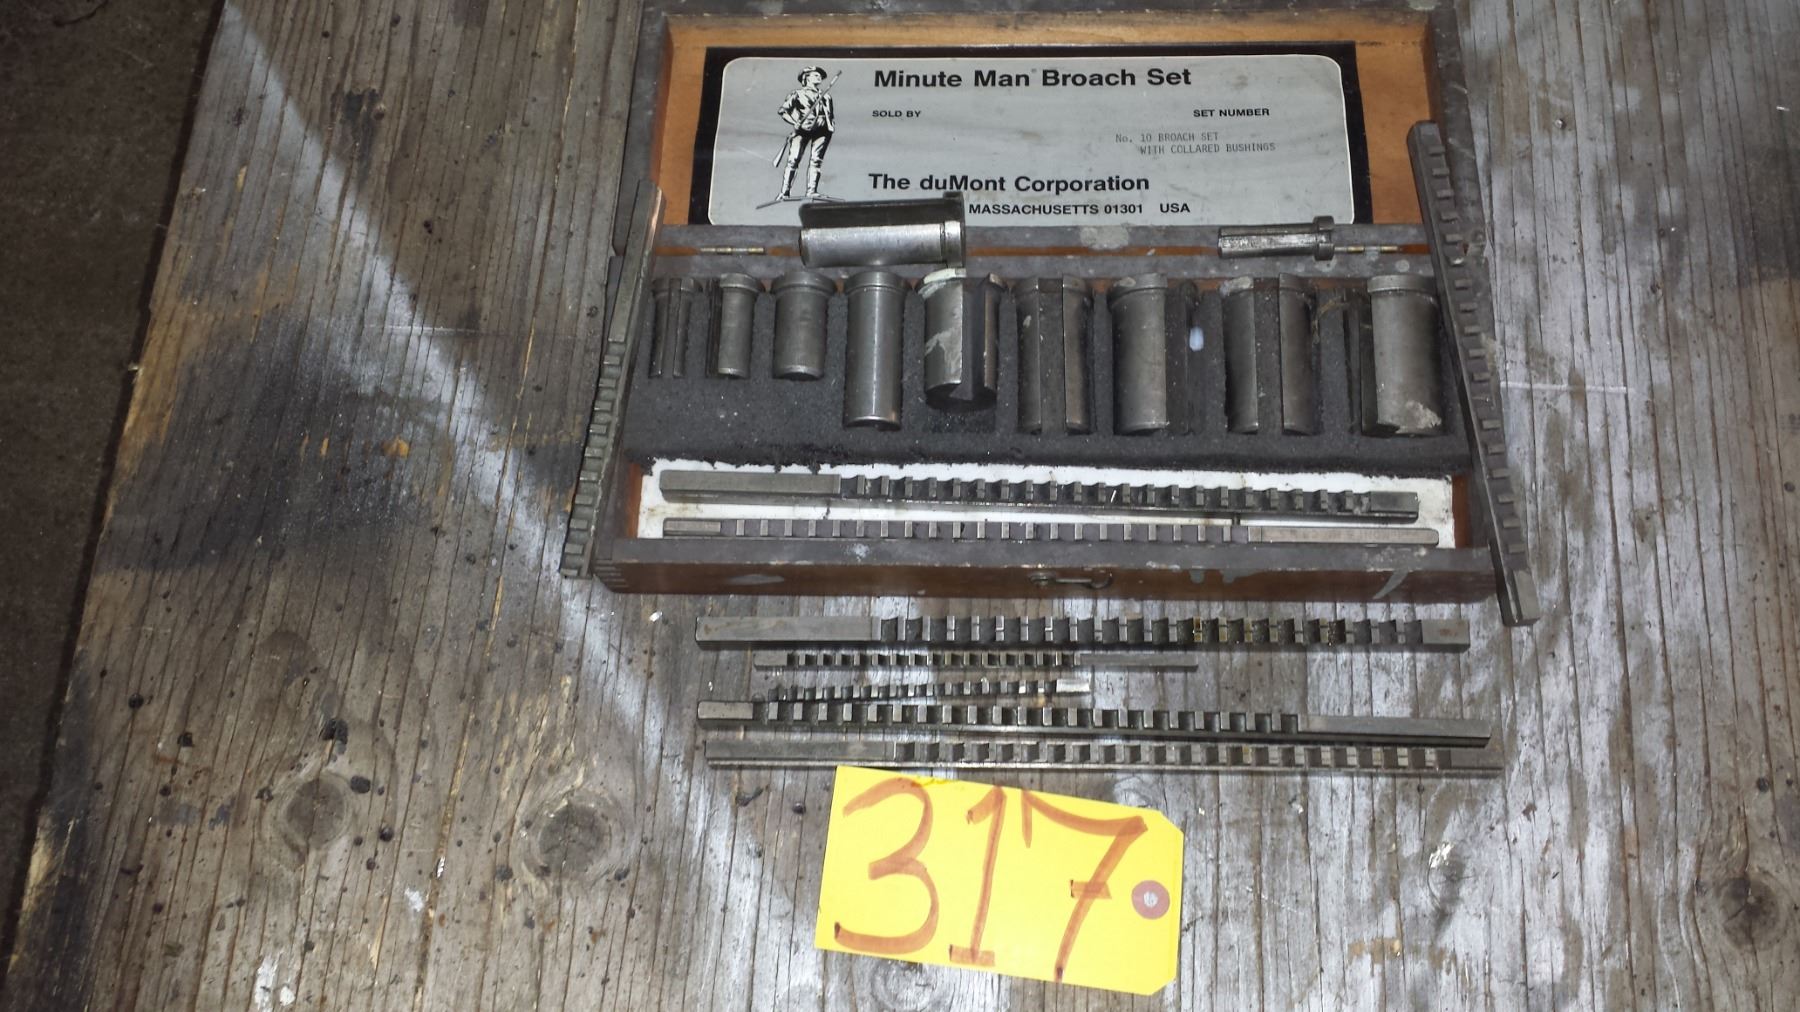 Minute Man® Broach Set
SOLD BY SET NUMBER
No. 10 BROACH SET
WITH COLLARED BUSHINGS
The duMont Corporation
MASSACHUSETTS 01301 USA
317